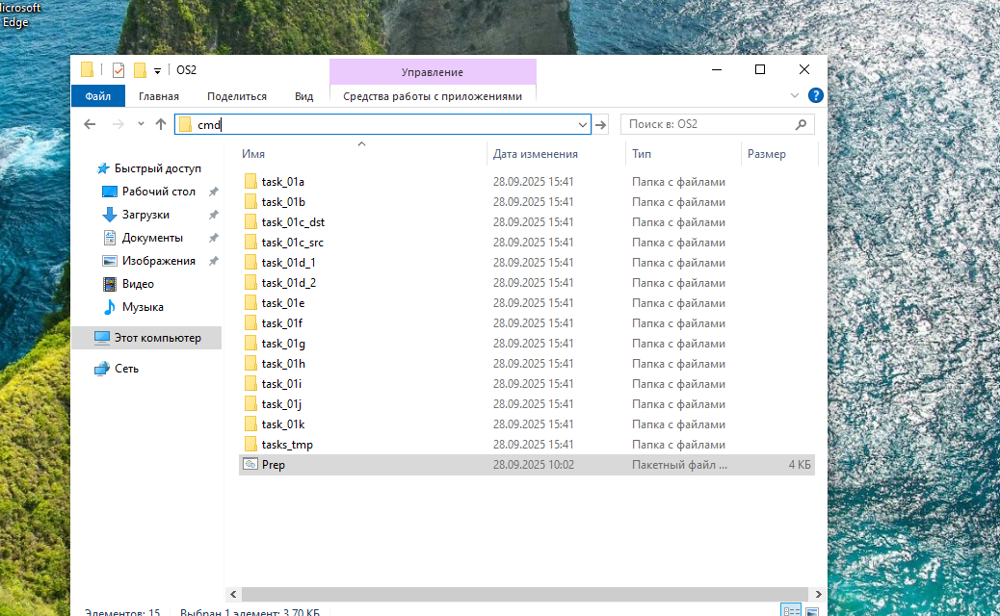 Microsoft
Edge
OS2
Управление
Файл
Главная
Поделиться
Вид
Средства работы с приложениями
cmd
Поиск в: OS2
Имя
Дата изменения
Тип
Размер
Быстрый доступ
Рабочий стол
Загрузки
Документы
Изображения
Видео
Музыка
Этот компьютер
Сеть
task_01a 28.09.2025 15:41 Папка с файлами
task_01b 28.09.2025 15:41 Папка с файлами
task_01c_dst 28.09.2025 15:41 Папка с файлами
task_01c_src 28.09.2025 15:41 Папка с файлами
task_01d_1 28.09.2025 15:41 Папка с файлами
task_01d_2 28.09.2025 15:41 Папка с файлами
task_01e 28.09.2025 15:41 Папка с файлами
task_01f 28.09.2025 15:41 Папка с файлами
task_01g 28.09.2025 15:41 Папка с файлами
task_01h 28.09.2025 15:41 Папка с файлами
task_01i 28.09.2025 15:41 Папка с файлами
task_01j 28.09.2025 15:41 Папка с файлами
task_01k 28.09.2025 15:41 Папка с файлами
tasks_tmp 28.09.2025 15:41 Папка с файлами
Prep 28.09.2025 10:02 Пакетный файл ... 4 КБ
Элементов: 15 Выбран 1 элемент: 3,70 КБ